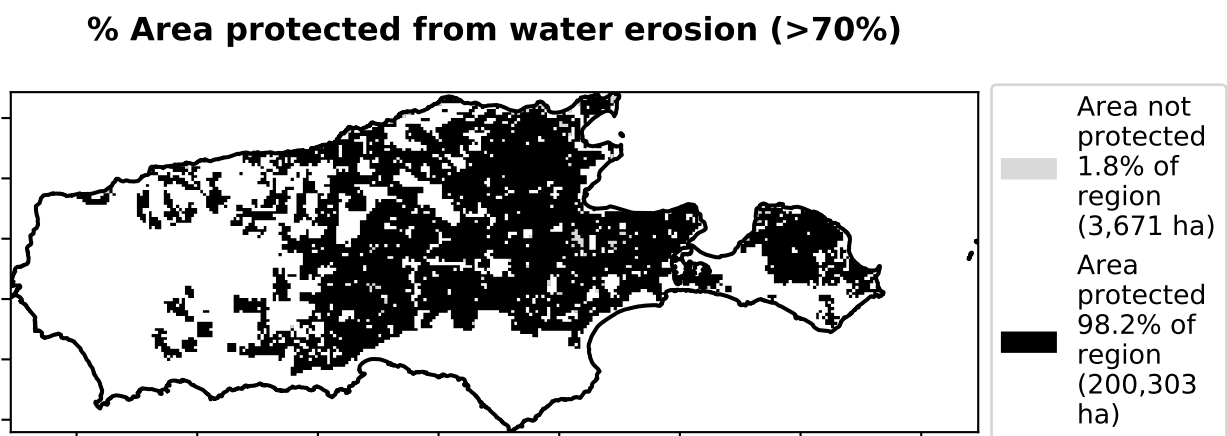 % Area protected from water erosion (>70%)
Area not
protected
1.8% of
region
(3,671 ha)
Area
protected
98.2% of
region
(200,303
ha)